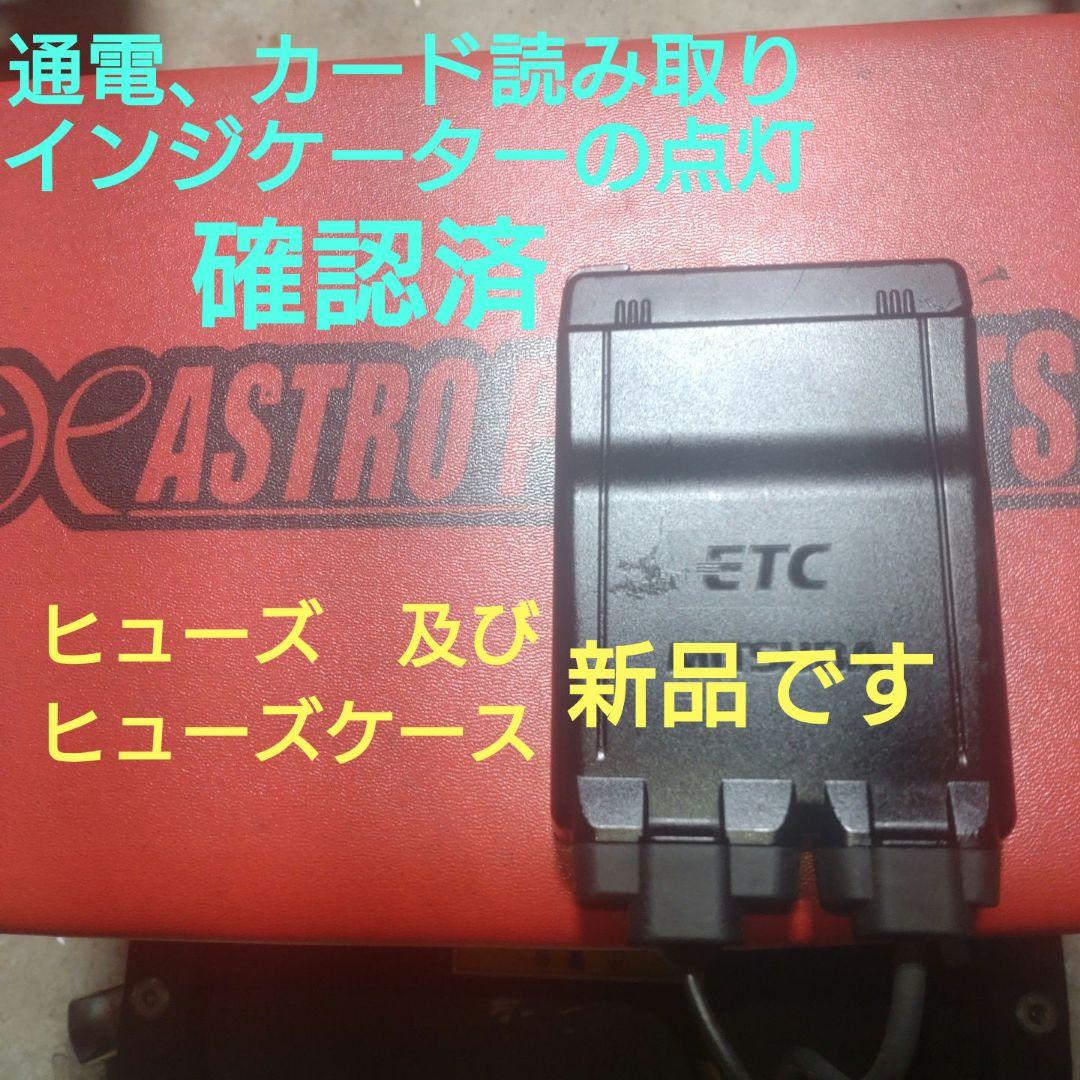 通電、カード読み取り
インジケーターの点灯
確認済
ASTRO
TS
ETC
ヒューズ 及び
ヒューズケース
新品です